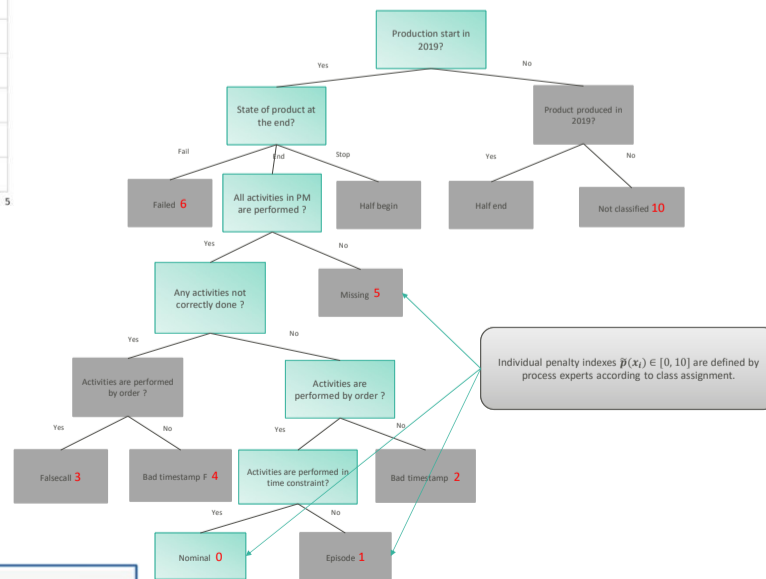 Production start in
2019?
Yes
No
State of product at
the end?
Product produced in
2019?
Fail
End
Stop
Yes
No
5
Failed 6
All activities in PM
are performed ?
Half begin
Half end
Not classified 10
Yes
No
Any activities not
correctly done ?
Missing 5
Yes
No
Individual penalty indexes p̃(xᵢ) ∈ [0, 10] are defined by
process experts according to class assignment.
Activities are performed
by order ?
Activities are
performed by order ?
Yes
No
Yes
No
Falsecall 3
Bad timestamp F 4
Activities are performed in
time constraint?
Bad timestamp 2
Yes
No
Nominal 0
Episode 1